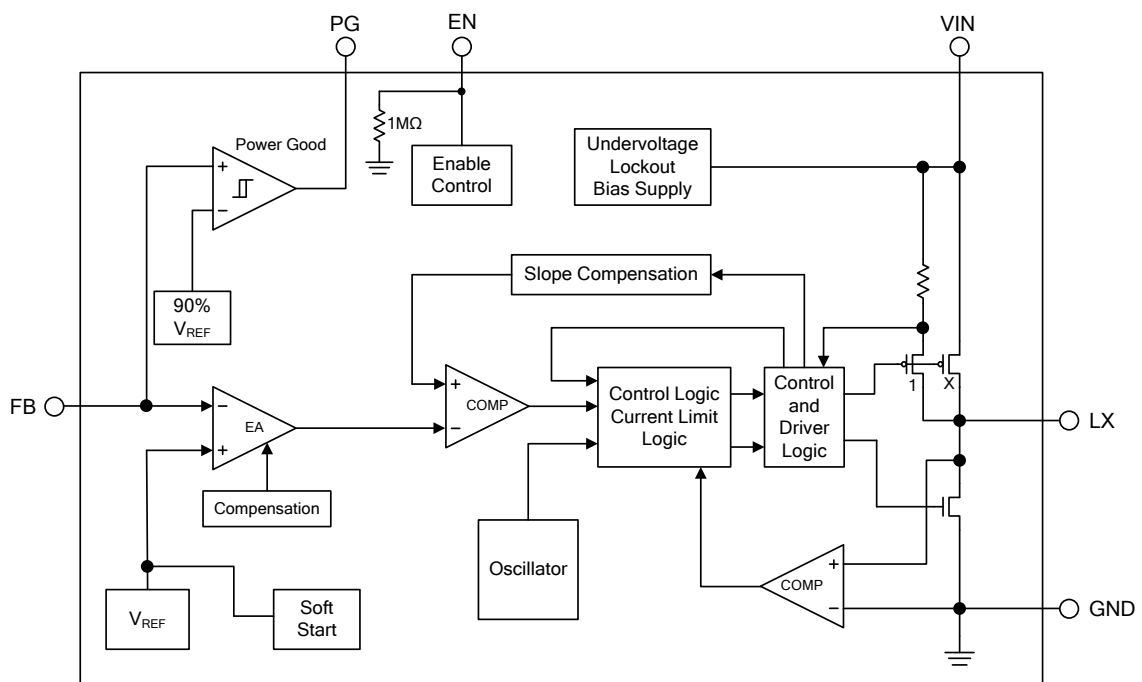 PG
EN
VIN
1MΩ
Power Good
+
−
Enable
Control
Undervoltage
Lockout
Bias Supply
90%
VREF
Slope Compensation
FB
−
EA
+
+
COMP
−
Control Logic
Current Limit
Logic
Control
and
Driver
Logic
1
X
LX
Compensation
Oscillator
COMP
+
−
VREF
Soft
Start
GND